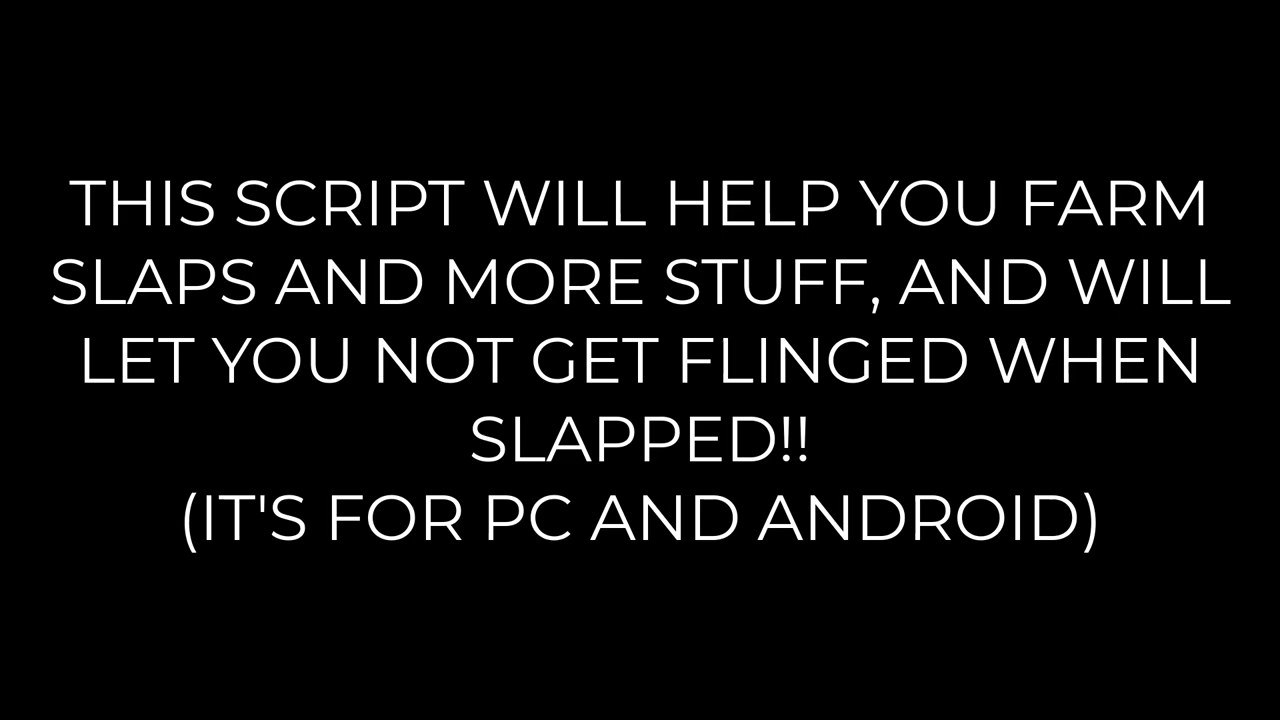 THIS SCRIPT WILL HELP YOU FARM
SLAPS AND MORE STUFF, AND WILL
LET YOU NOT GET FLINGED WHEN
SLAPPED!!
(IT'S FOR PC AND ANDROID)